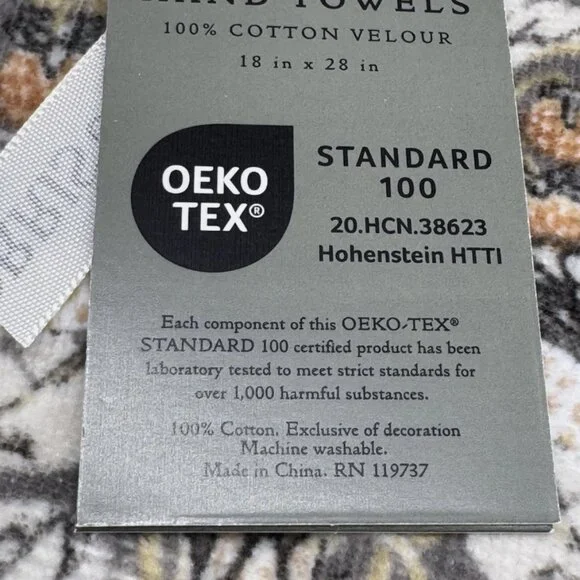 HAND TOWELS
100% COTTON VELOUR
18 in x 28 in
OEKO
TEX®
STANDARD
100
20.HCN.38623
Hohenstein HTTI
Each component of this OEKO-TEX®
STANDARD 100 certified product has been
laboratory tested to meet strict standards for
over 1,000 harmful substances.
100% Cotton. Exclusive of decoration
Machine washable.
Made in China. RN 119737